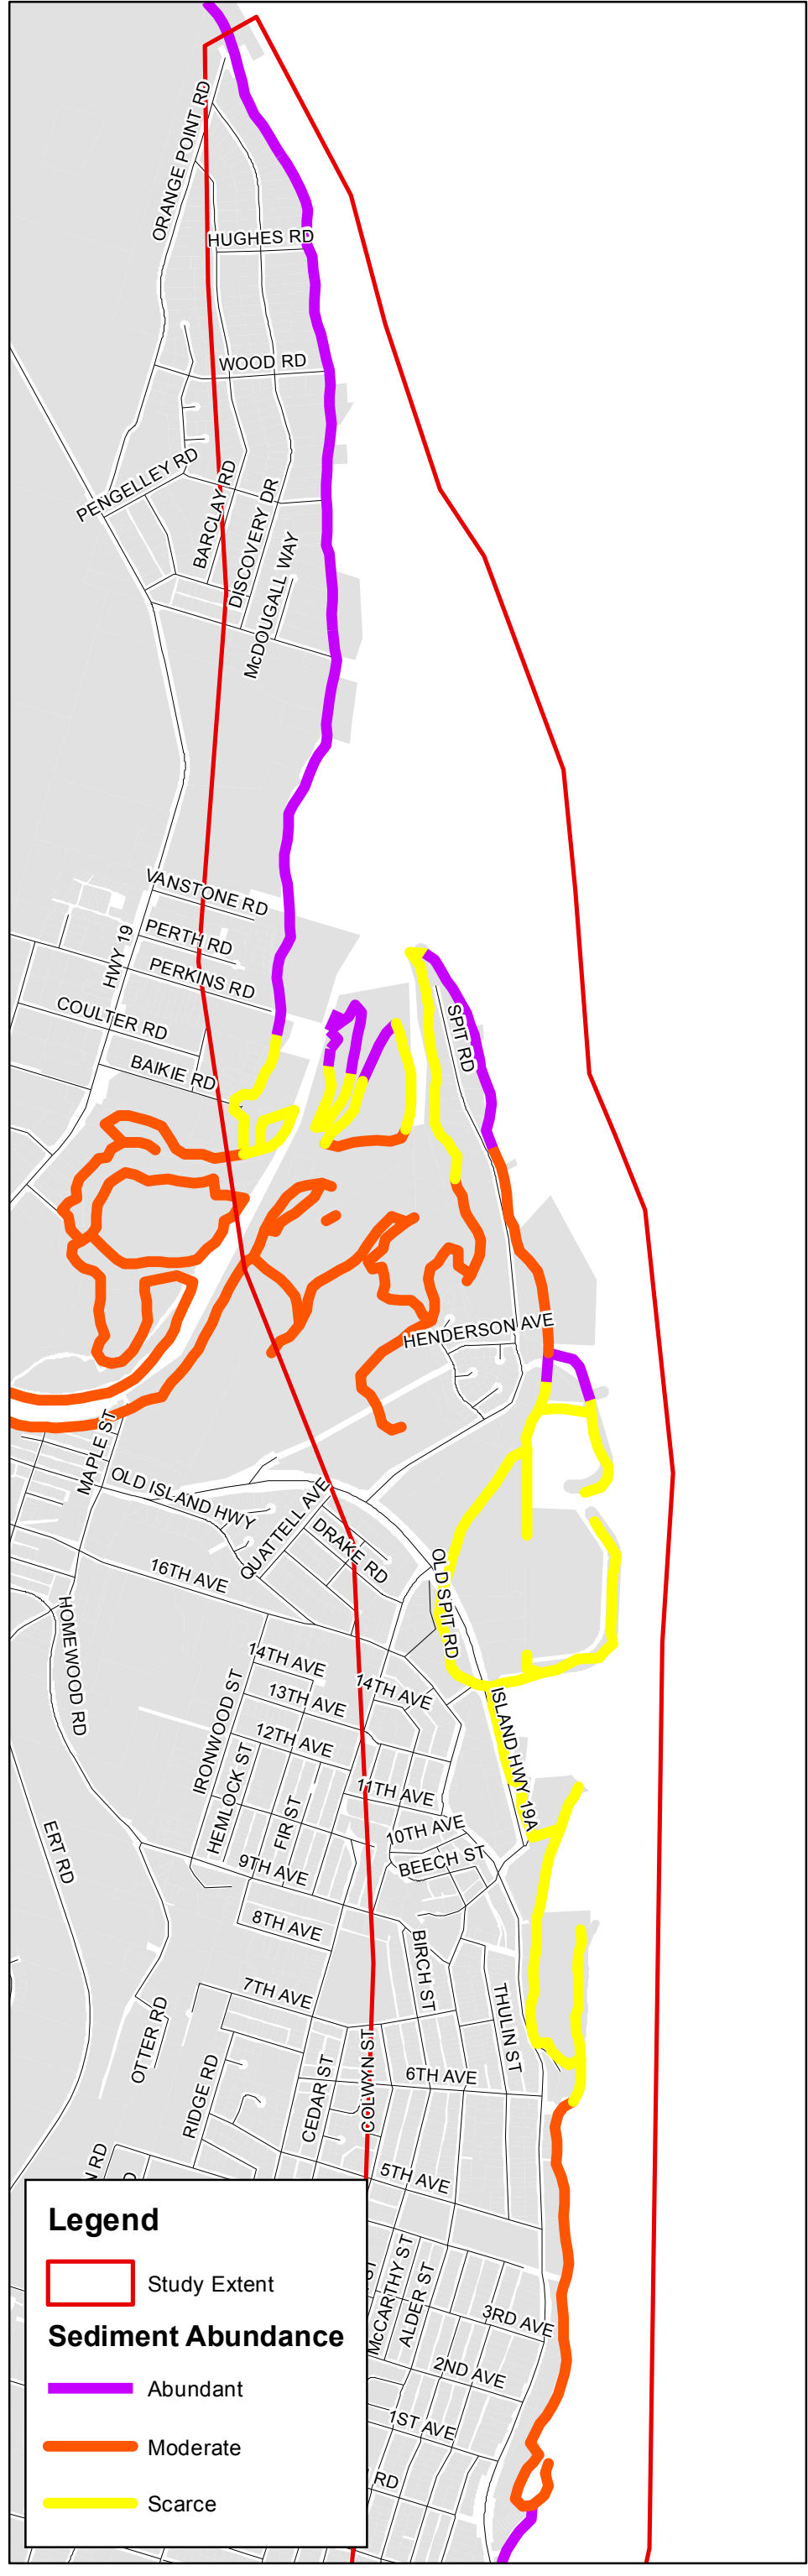 ORANGE POINT RD
HUGHES RD
WOOD RD
PENGELLEY RD
BARCLAY RD
DISCOVERY DR
McDOUGALL WAY
VANSTONE RD
HWY 19
PERTH RD
PERKINS RD
COULTER RD
BAIKIE RD
SPIT RD
HENDERSON AVE
MAPLE ST
OLD ISLAND HWY
QUATTELL AVE
DRAKE RD
16TH AVE
OLD SPIT RD
HOMEWOOD RD
14TH AVE
14TH AVE
13TH AVE
IRONWOOD ST
12TH AVE
ISLAND HWY 19A
HEMLOCK ST
FIR ST
11TH AVE
10TH AVE
ERT RD
9TH AVE
BEECH ST
8TH AVE
BIRCH ST
7TH AVE
THULIN ST
OTTER RD
RIDGE RD
CEDAR ST
COLWYN ST
6TH AVE
N RD
D
5TH AVE
ST
McCARTHY ST
ALDER ST
3RD AVE
2ND AVE
1ST AVE
RD
Legend
Study Extent
Sediment Abundance
Abundant
Moderate
Scarce